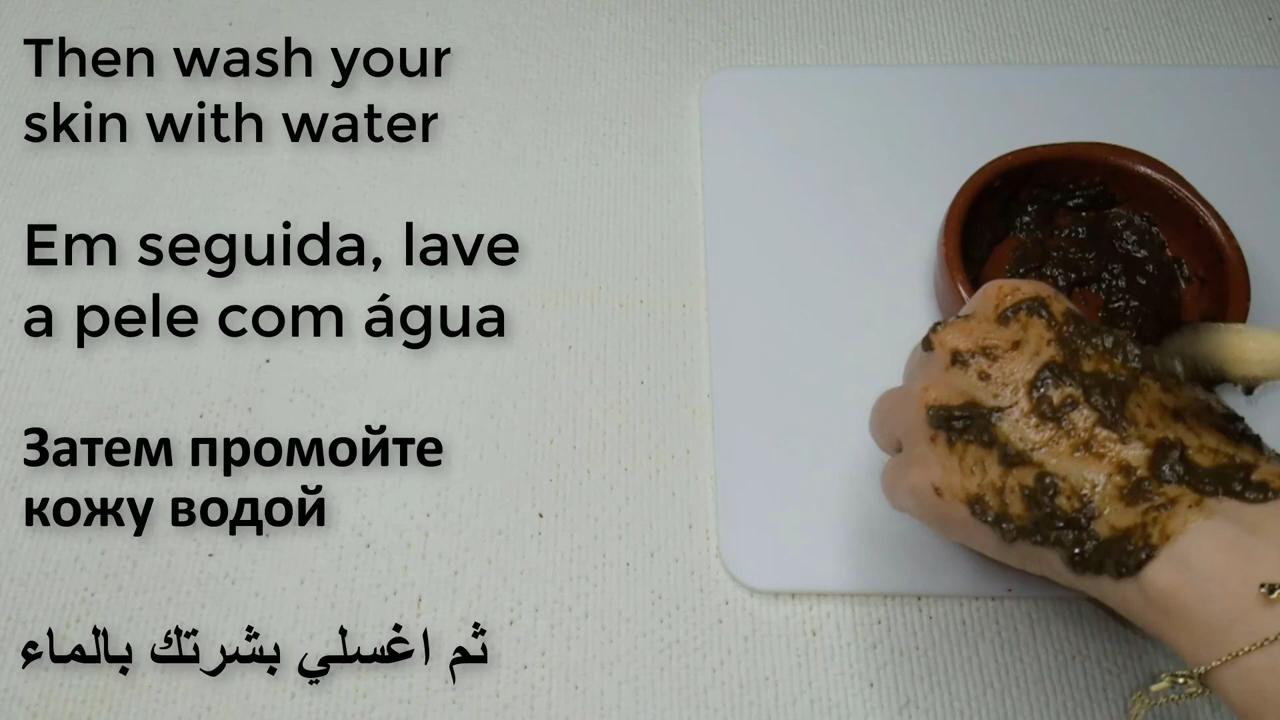 Then wash your
skin with water
Em seguida, lave
a pele com água
Затем промойте
кожу водой
ثم اغسلي بشرتك بالماء